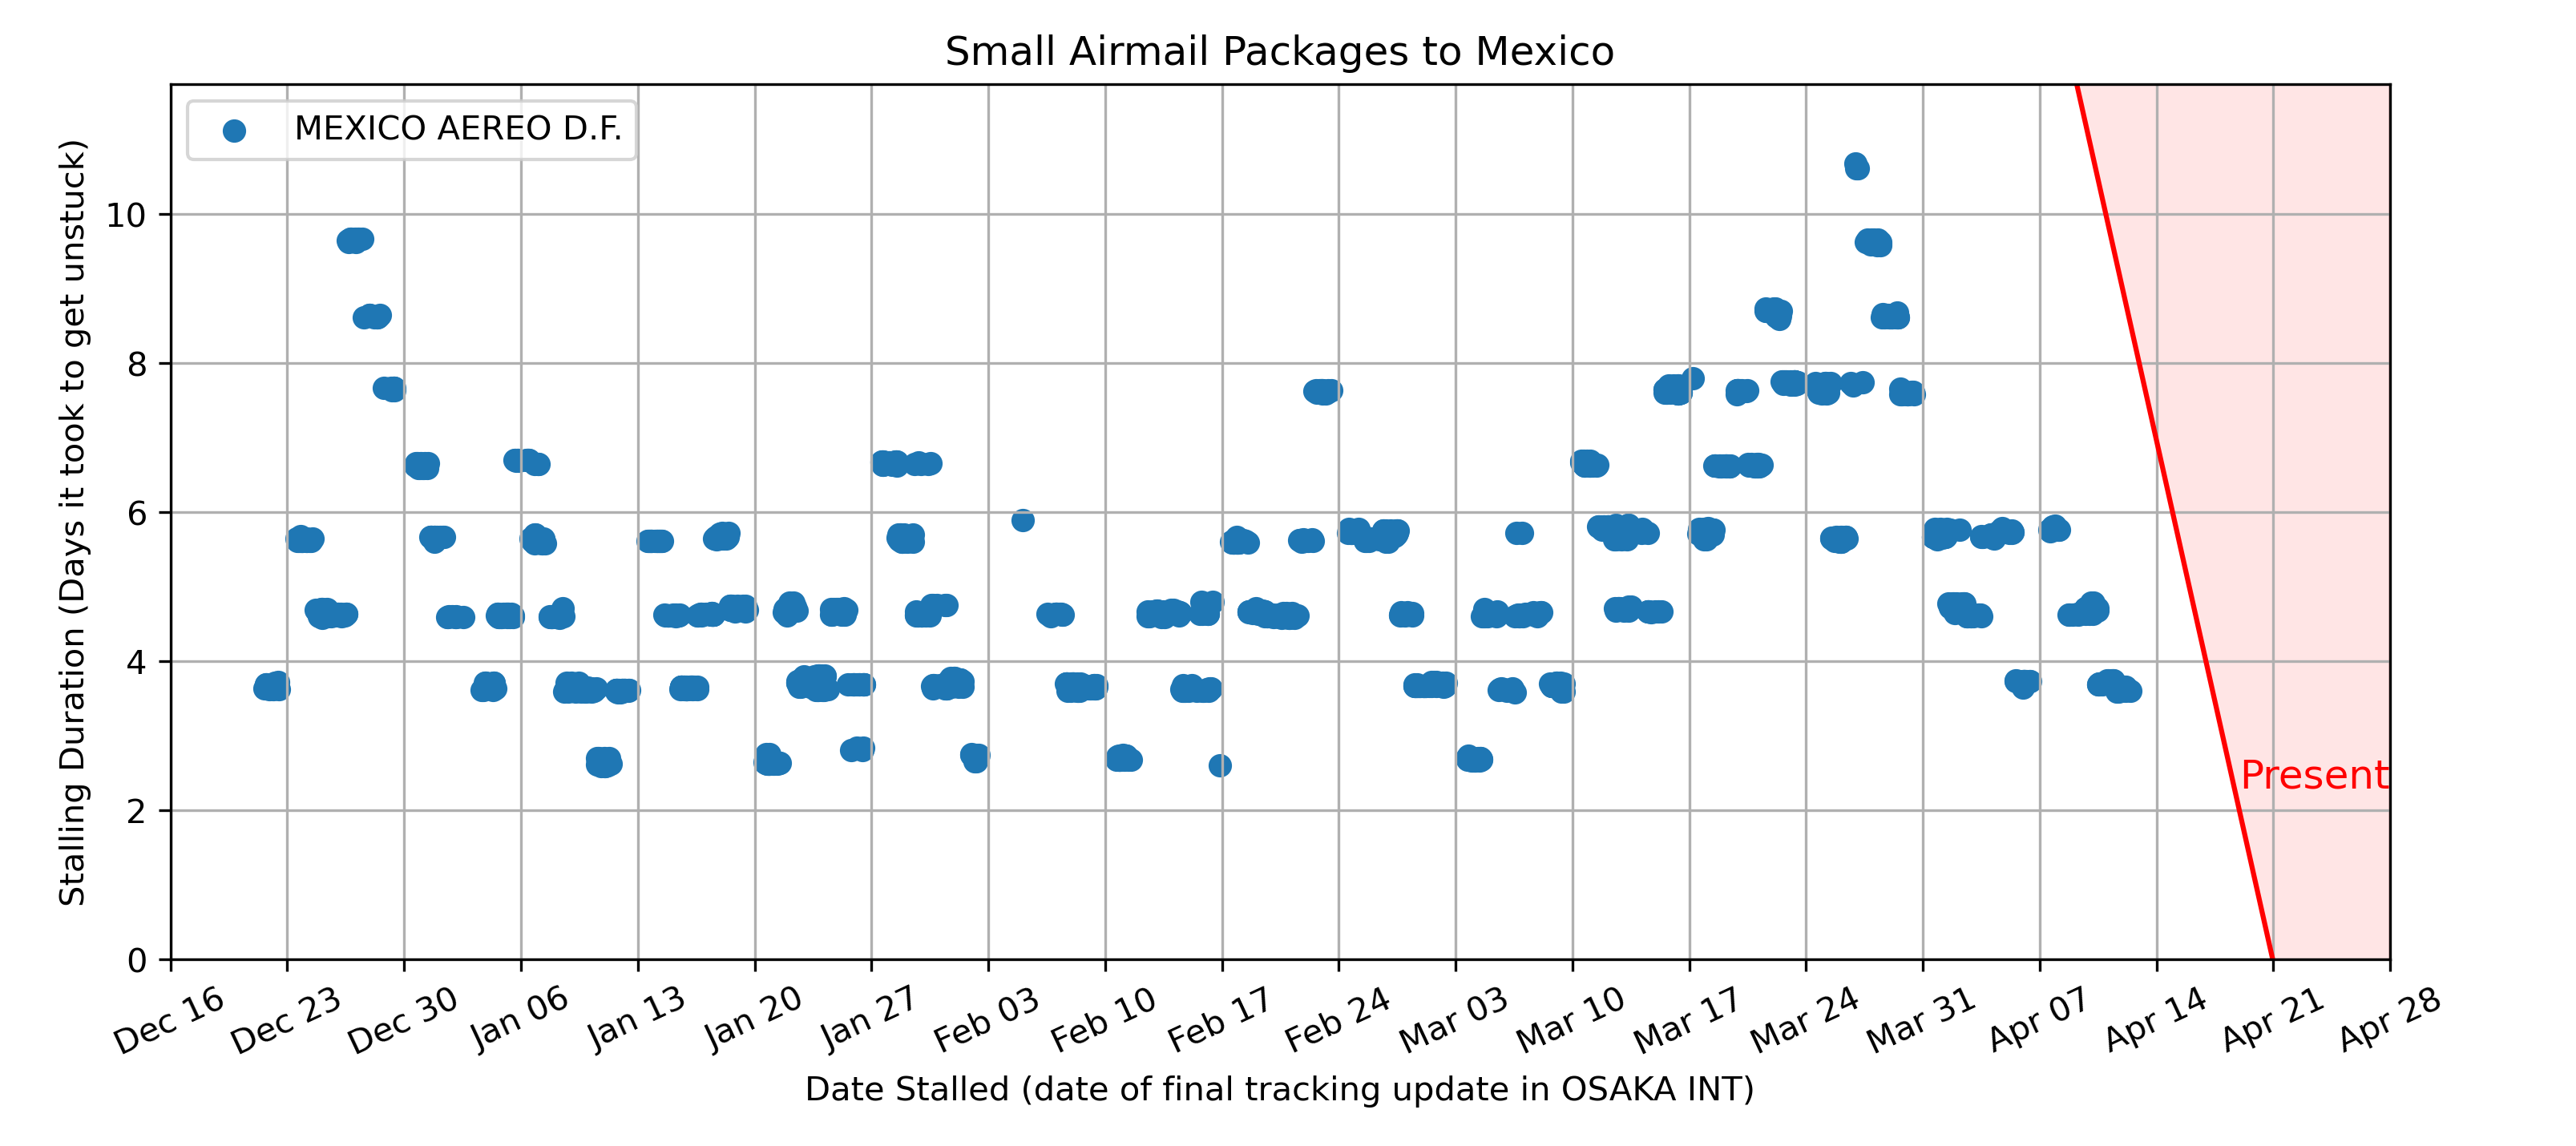 Small Airmail Packages to Mexico
MEXICO AEREO D.F.
Stalling Duration (Days it took to get unstuck)
10
8
6
4
2
0
Present
Dec 16
Dec 23
Dec 30
Jan 06
Jan 13
Jan 20
Jan 27
Feb 03
Feb 10
Feb 17
Feb 24
Mar 03
Mar 10
Mar 17
Mar 24
Mar 31
Apr 07
Apr 14
Apr 21
Apr 28
Date Stalled (date of final tracking update in OSAKA INT)